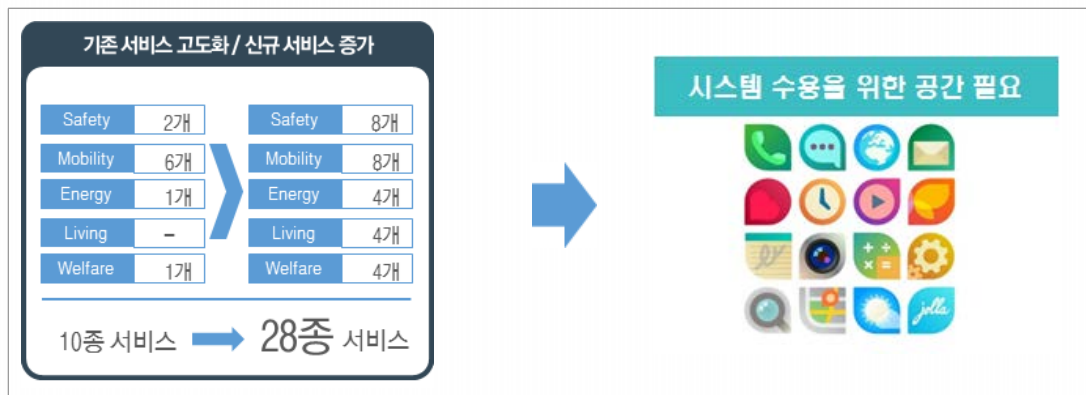 기존 서비스 고도화 / 신규 서비스 증가
시스템 수용을 위한 공간 필요
Safety 2개 Safety 8개
Mobility 6개 Mobility 8개
Energy 1개 Energy 4개
Living - Living 4개
Welfare 1개 Welfare 4개
10종 서비스 28종 서비스
jolla